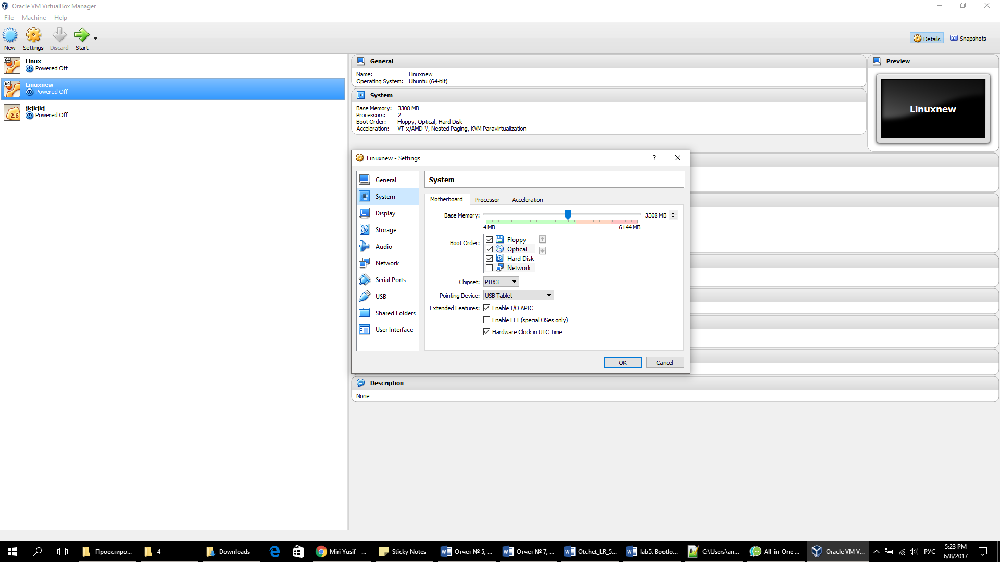 Oracle VM VirtualBox Manager
File Machine Help
New Settings Discard Start
Details Snapshots
64 Linux
Powered Off
64 Linuxnew
Powered Off
2.6 jkjkjkj
Powered Off
General
Name: Linuxnew
Operating System: Ubuntu (64-bit)
System
Base Memory: 3308 MB
Processors: 2
Boot Order: Floppy, Optical, Hard Disk
Acceleration: VT-x/AMD-V, Nested Paging, KVM Paravirtualization
Preview
Linuxnew
Linuxnew - Settings ?
General
System
Display
Storage
Audio
Network
Serial Ports
USB
Shared Folders
User Interface
System
Motherboard Processor Acceleration
Base Memory: 3308 MB
4 MB 6144 MB
Boot Order: Floppy
Optical
Hard Disk
Network
Chipset: PIIX3
Pointing Device: USB Tablet
Extended Features: Enable I/O APIC
Enable EFI (special OSes only)
Hardware Clock in UTC Time
OK Cancel
Description
None
Проектиро... 4 Downloads Miri Yusif - ... Sticky Notes Отчет № 5, ... Отчет № 7, ... Otchet_LR_5... lab5. Bootlo... C:\Users\an... All-in-One ... Oracle VM V... РУС 5:23 PM
6/8/2017